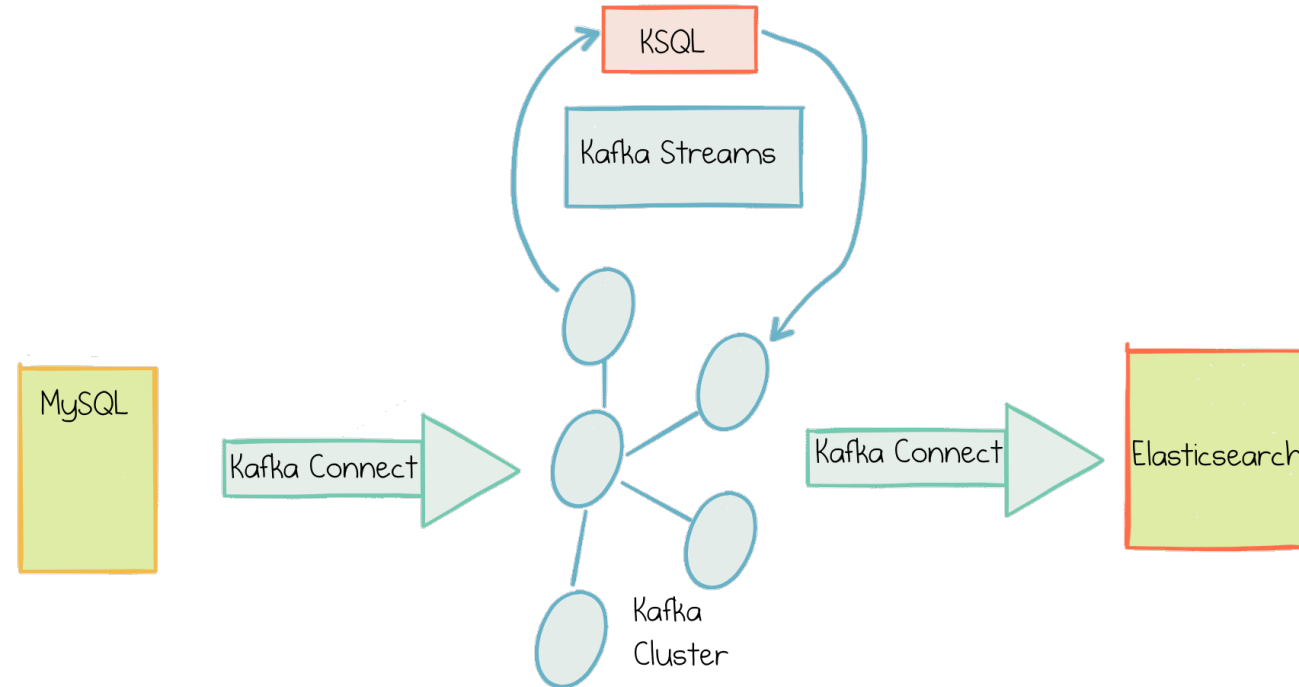 KSQL
Kafka Streams
MySQL
Kafka Connect
Kafka Connect
Elasticsearch
Kafka
Cluster